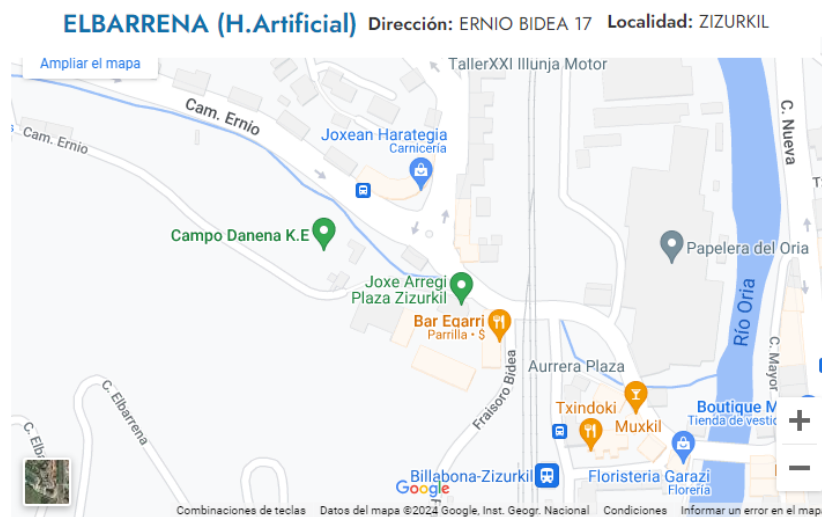 ELBARRENA (H.Artificial) Dirección: ERNIO BIDEA 17 Localidad: ZIZURKIL
Ampliar el mapa
TallerXXI Illunja Motor
Cam. Ernio
C. Nueva
Cam. Ernio
Joxean Harategia
Carnicería
Campo Danena K.E
Papelera del Oria
Joxe Arregi
Plaza Zizurkil
Bar Egarri
Parrilla • $
Río Oria
Aurrera Plaza
C. Mayor
Fraisoro Bidea
C. Elbarrena
Txindoki
Muxkil
Boutique M
Tienda de vestic
C. Elba
Billabona-Zizurkil
Floristeria Garazi
Florería
Google
Combinaciones de teclas Datos del mapa ©2024 Google, Inst. Geogr. Nacional Condiciones Informar un error en el mapa